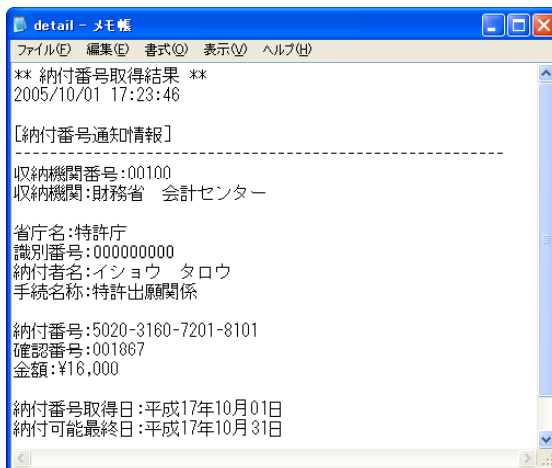 detail - メモ帳
ファイル(F) 編集(E) 書式(O) 表示(V) ヘルプ(H)
** 納付番号取得結果 **
2005/10/01 17:23:46
[納付番号通知情報]
------------------------------------------------------
収納機関番号:00100
収納機関:財務省 会計センター
省庁名:特許庁
識別番号:000000000
納付者名:イショウ タロウ
手続名称:特許出願関係
納付番号:5020-3160-7201-8101
確認番号:001867
金額:¥16,000
納付番号取得日:平成17年10月01日
納付可能最終日:平成17年10月31日